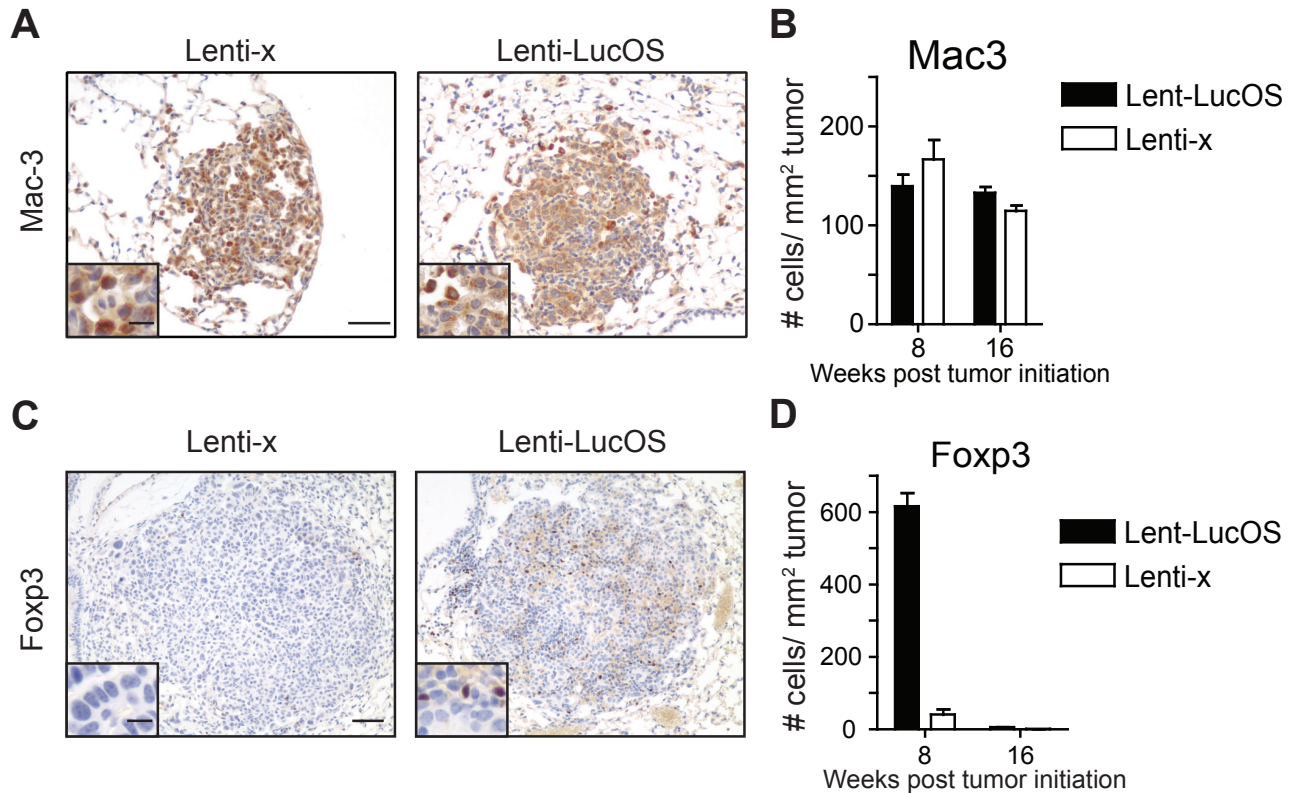 A
Lenti-x
Lenti-LucOS
Mac-3
B
Mac3
# cells/ mm² tumor
200
100
0
8
16
Weeks post tumor initiation
Lent-LucOS
Lenti-x
C
Lenti-x
Lenti-LucOS
Foxp3
D
Foxp3
# cells/ mm² tumor
600
400
200
0
8
16
Weeks post tumor initiation
Lent-LucOS
Lenti-x